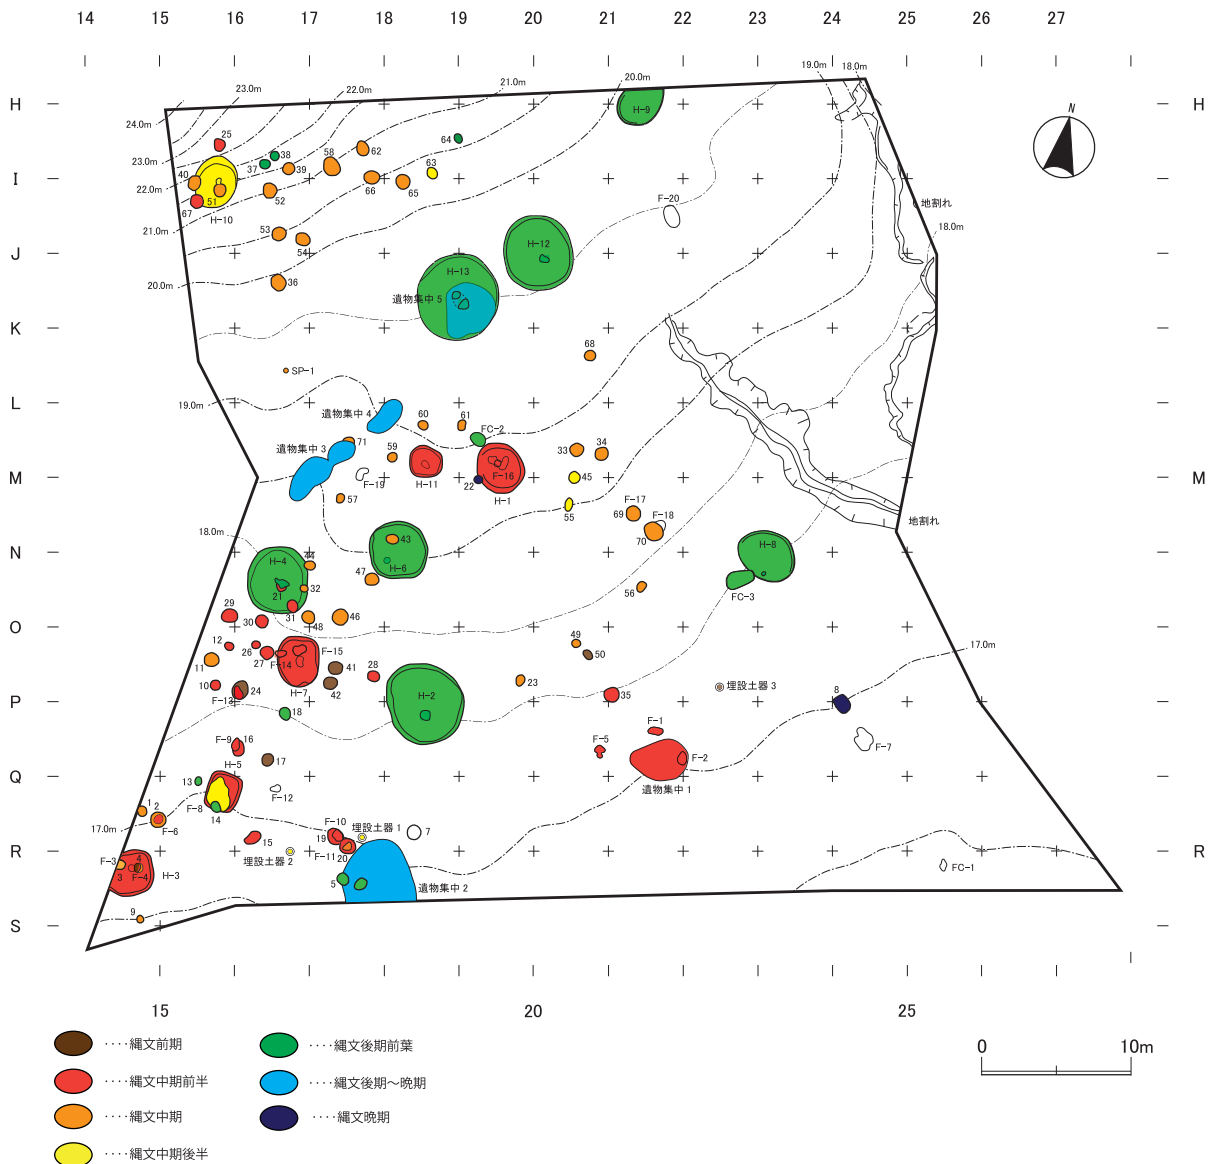 14 15 16 17 18 19 20 21 22 23 24 25 26 27
23.0m 22.0m 21.0m 20.0m 19.0m 18.0m
H H-9 H
24.0m
25 38 58 62 64
23.0m 37 39 63
I 40 66 65 I
22.0m 51 52 F-20 地割れ
67 H-10
21.0m 53 54 18.0m
J H-12 J
H-13
20.0m 36 遺物集中 5
K K
68
SP-1
19.0m
L 遺物集中 4 60 61 L
FC-2
遺物集中 3 71 59 33 34
F-19 H-11 F-16 45
M 22 H-1 M
57 55 F-17
69 F-18 地割れ
18.0m 70
N 43 H-8 N
H-4 44 H-6
47
21 32 56 FC-3
29 31
30 48 46
O O
12 26 F-15 49 17.0m
11 27 F-14 41 50
10 H-7 42 28 23 埋設土器 3
F-13 24 H-2 35 8
P P
18
F-1
F-9 16 F-5 F-2 F-7
H-5 17
Q 遺物集中 1 Q
13 F-12
1 2 F-8
14
17.0m F-6 F-10 埋設土器 1 7
15 19
R F-3 埋設土器 2 F-11 20 R
4 FC-1
3 F-4 H-3 5 遺物集中 2
9
S S
15 20 25
‥‥縄文前期
‥‥縄文中期前半
‥‥縄文中期
‥‥縄文中期後半
‥‥縄文後期前葉
‥‥縄文後期～晩期
‥‥縄文晩期
0 10m
N